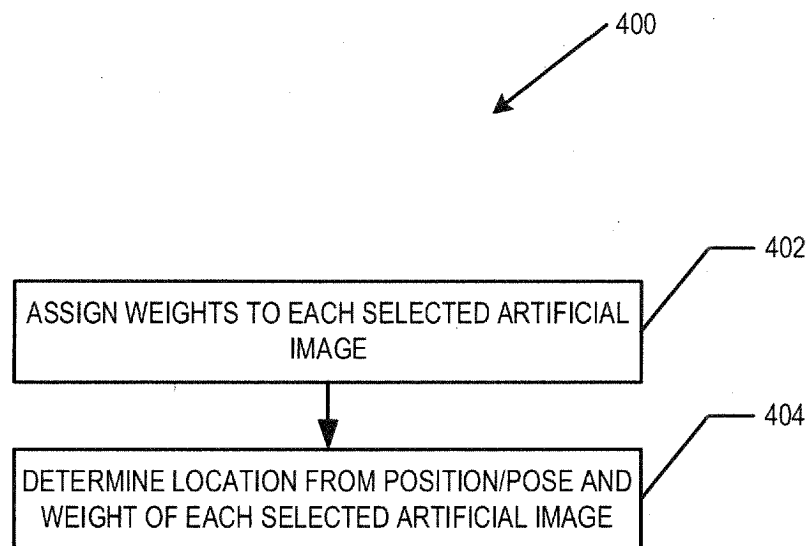 400
402
ASSIGN WEIGHTS TO EACH SELECTED ARTIFICIAL
IMAGE
404
DETERMINE LOCATION FROM POSITION/POSE AND
WEIGHT OF EACH SELECTED ARTIFICIAL IMAGE